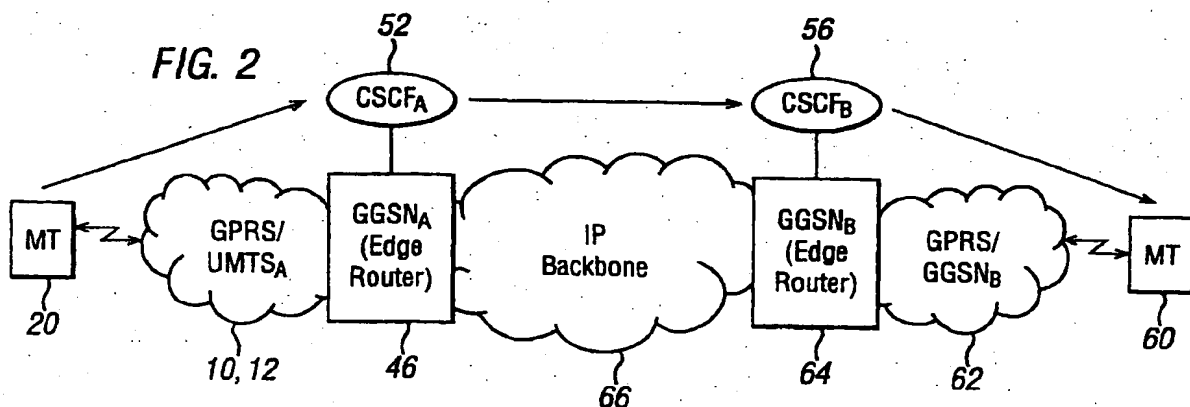 FIG. 2
52
56
CSCFA
CSCFB
MT
GPRS/
UMTSA
GGSNA
(Edge
Router)
IP
Backbone
GGSNB
(Edge
Router)
GPRS/
GGSNB
MT
20
10, 12
46
66
64
62
60